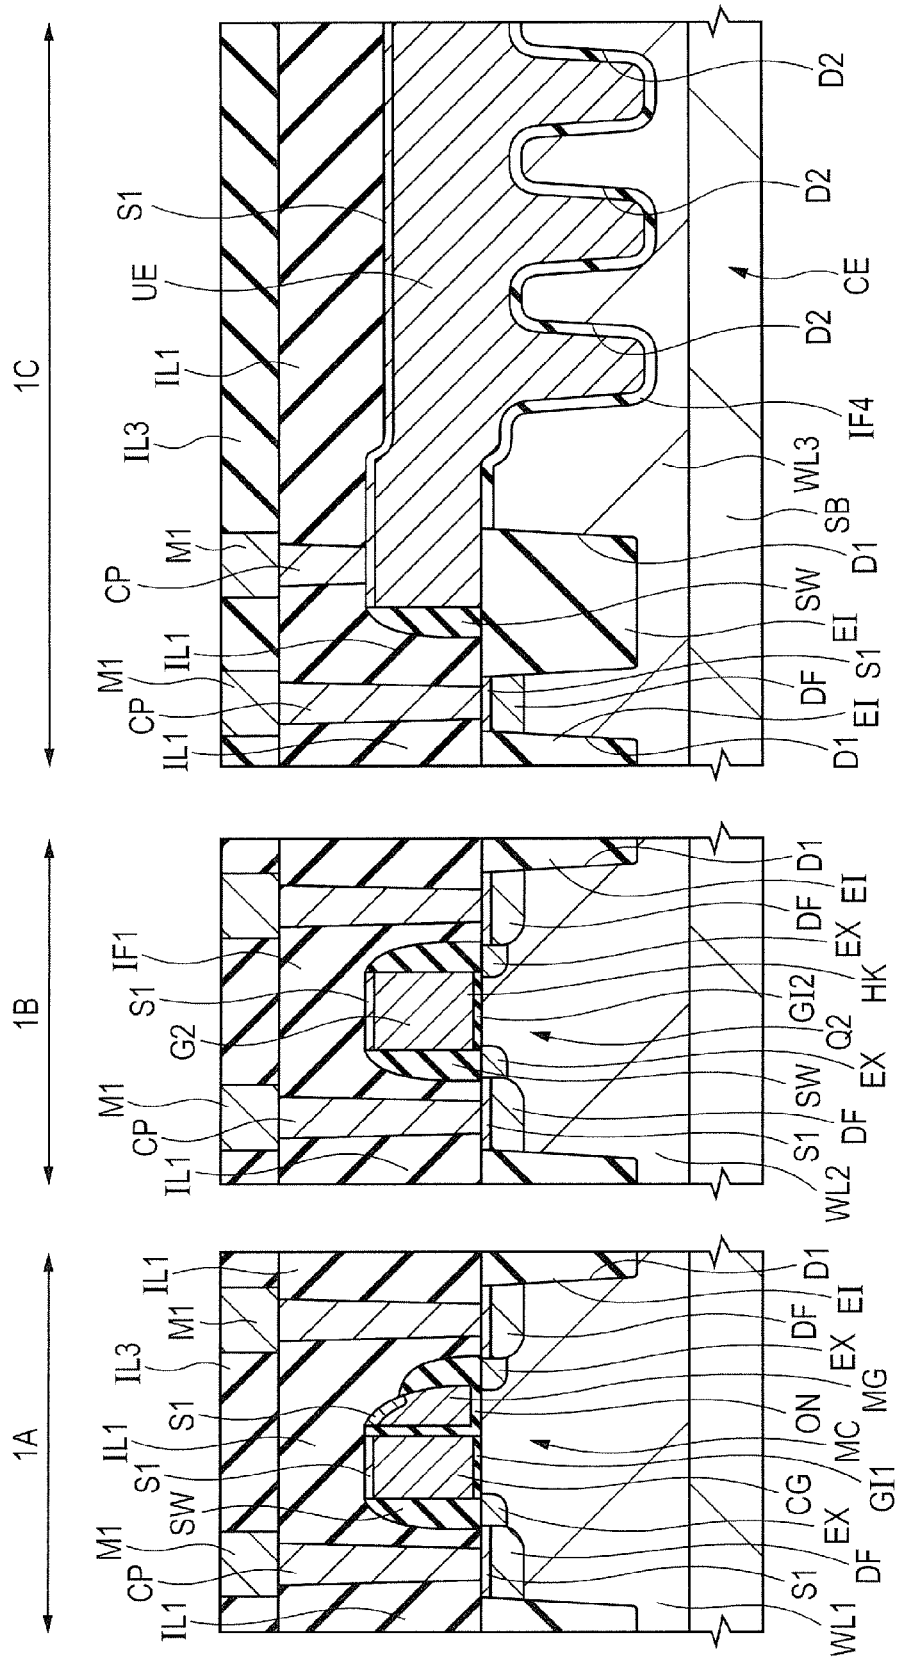 1A
IL1
CP
M1
SW
S1
IL1
S1
IL3
M1
IL1
WL1
S1
DF
EX
CG
GI1
MC
ON
MG
EX
DF
EI
D1
1B
IL1
CP
M1
G2
S1
IF1
WL2
S1
DF
SW
EX
Q2
GI2
HK
EX
DF
EI
D1
1C
IL1
CP
M1
IL1
CP
M1
IL3
IL1
UE
S1
D1
EI
DF
S1
EI
SW
D1
SB
WL3
IF4
D2
CE
D2
D2